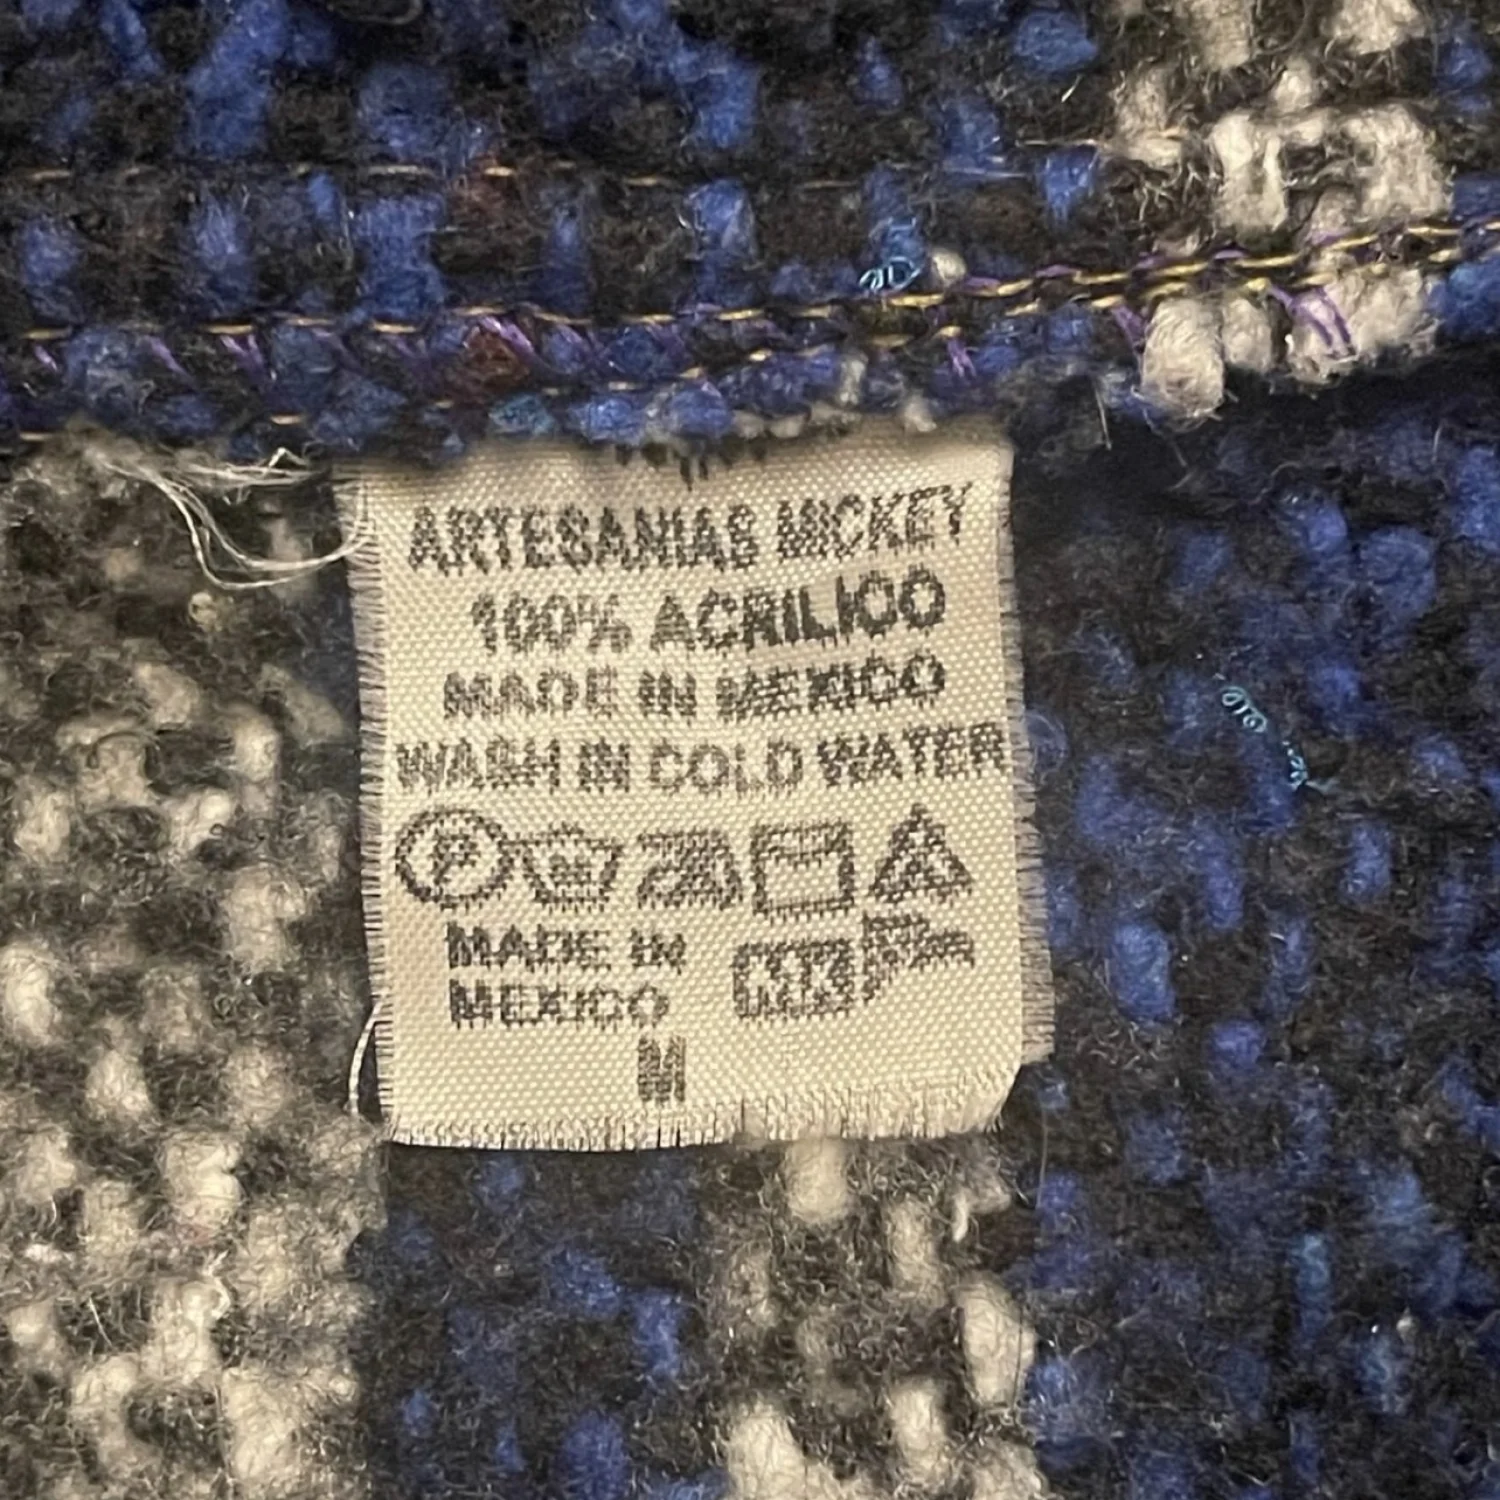 ARTESANIAS MICKEY
100% ACRILICO
MADE IN MEXICO
WASH IN COLD WATER
P
MADE IN
MEXICO
M